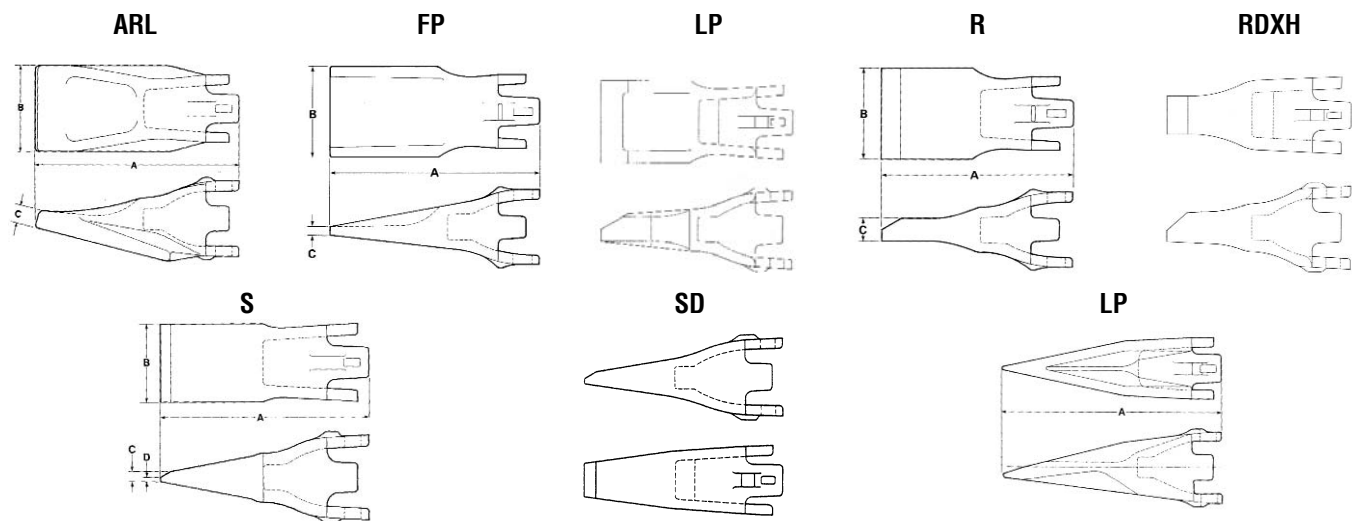 ARL FP LP R RDXH
B B B
A A A
C C C
S SD LP
B
A A
C D